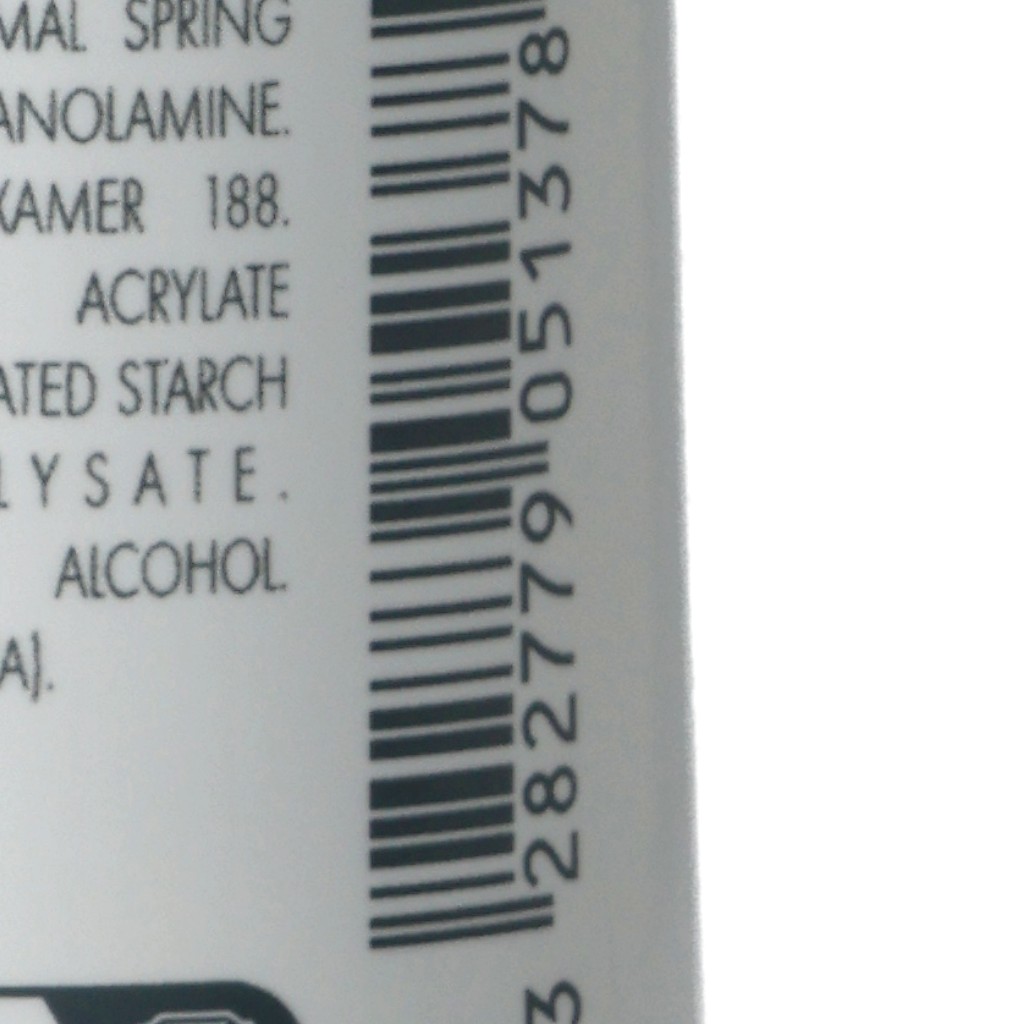 MAL SPRING
ANOLAMINE.
XAMER 188.
ACRYLATE
ATED STARCH
LYSATE.
ALCOHOL.
A).
3 282779 051378